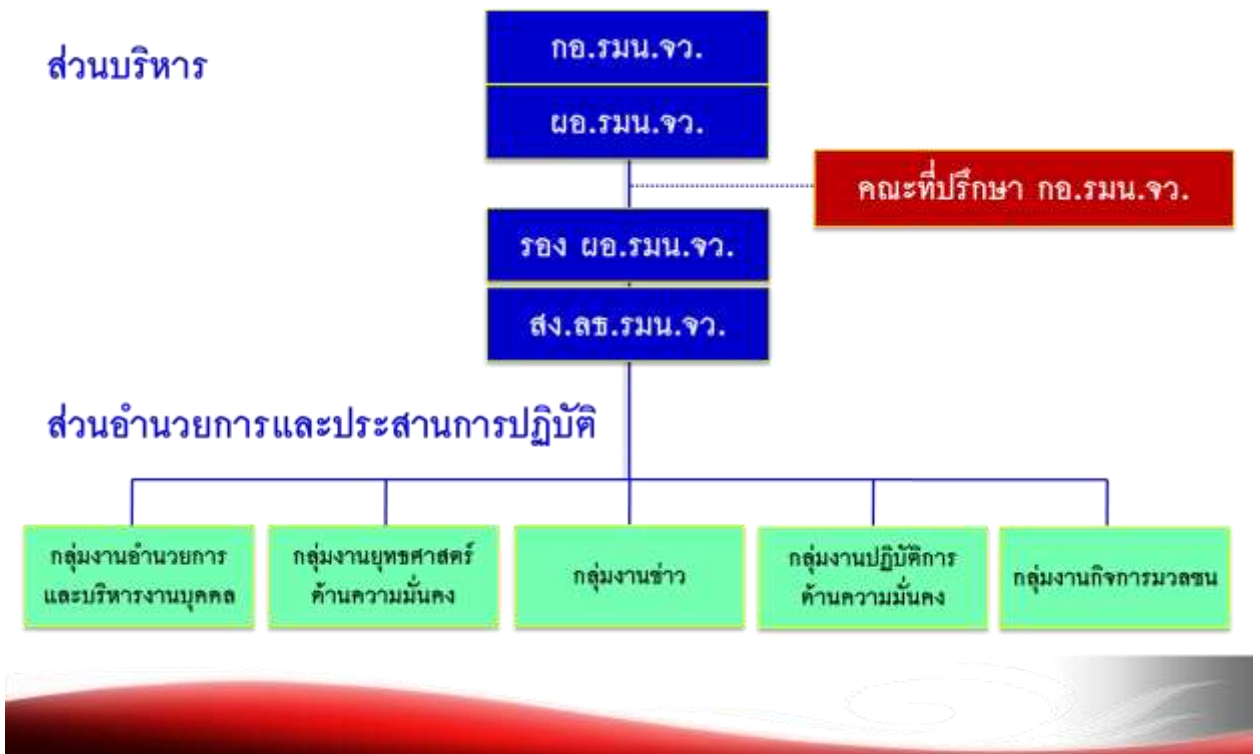 ส่วนบริหาร
กอ.รมน.จว.
ผอ.รมน.จว.
คณะที่ปรึกษา กอ.รมน.จว.
รอง ผอ.รมน.จว.
สง.ลธ.รมน.จว.
ส่วนอำนวยการและประสานการปฏิบัติ
กลุ่มงานอำนวยการ
และบริหารงานบุคคล
กลุ่มงานยุทธศาสตร์
ด้านความมั่นคง
กลุ่มงานข่าว
กลุ่มงานปฏิบัติการ
ด้านความมั่นคง
กลุ่มงานกิจการมวลชน